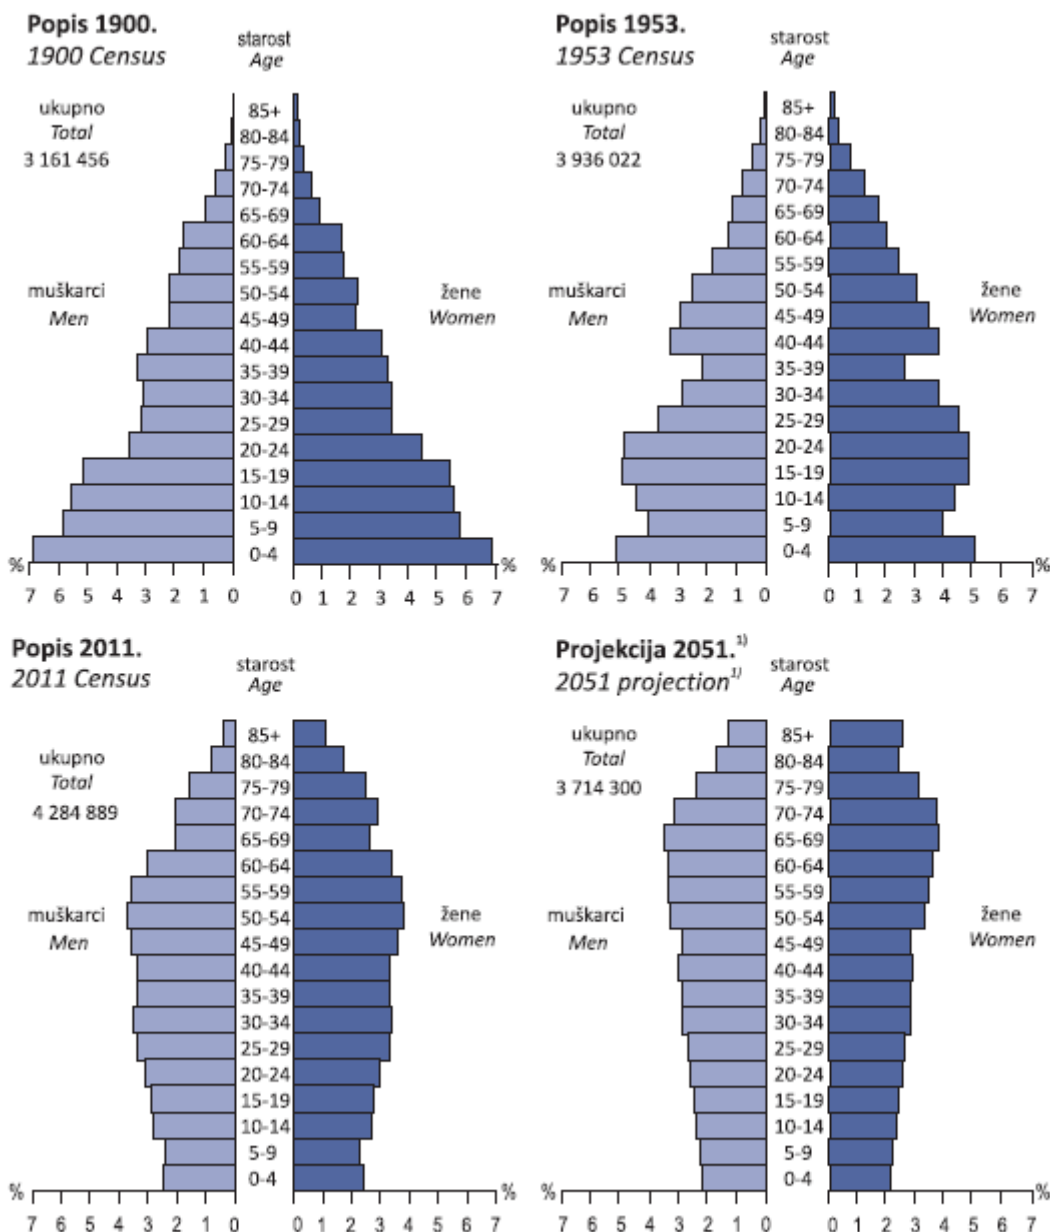 Popis 1900.
1900 Census
starost
Age
ukupno
Total
3 161 456
muškarci
Men
žene
Women
85+
80-84
75-79
70-74
65-69
60-64
55-59
50-54
45-49
40-44
35-39
30-34
25-29
20-24
15-19
10-14
5-9
0-4
% %
7 6 5 4 3 2 1 0 0 1 2 3 4 5 6 7
Popis 1953.
1953 Census
starost
Age
ukupno
Total
3 936 022
muškarci
Men
žene
Women
85+
80-84
75-79
70-74
65-69
60-64
55-59
50-54
45-49
40-44
35-39
30-34
25-29
20-24
15-19
10-14
5-9
0-4
% %
7 6 5 4 3 2 1 0 0 1 2 3 4 5 6 7
Popis 2011.
2011 Census
starost
Age
ukupno
Total
4 284 889
muškarci
Men
žene
Women
85+
80-84
75-79
70-74
65-69
60-64
55-59
50-54
45-49
40-44
35-39
30-34
25-29
20-24
15-19
10-14
5-9
0-4
% %
7 6 5 4 3 2 1 0 0 1 2 3 4 5 6 7
Projekcija 2051.¹⁾
2051 projection¹⁾
starost
Age
ukupno
Total
3 714 300
muškarci
Men
žene
Women
85+
80-84
75-79
70-74
65-69
60-64
55-59
50-54
45-49
40-44
35-39
30-34
25-29
20-24
15-19
10-14
5-9
0-4
% %
7 6 5 4 3 2 1 0 0 1 2 3 4 5 6 7